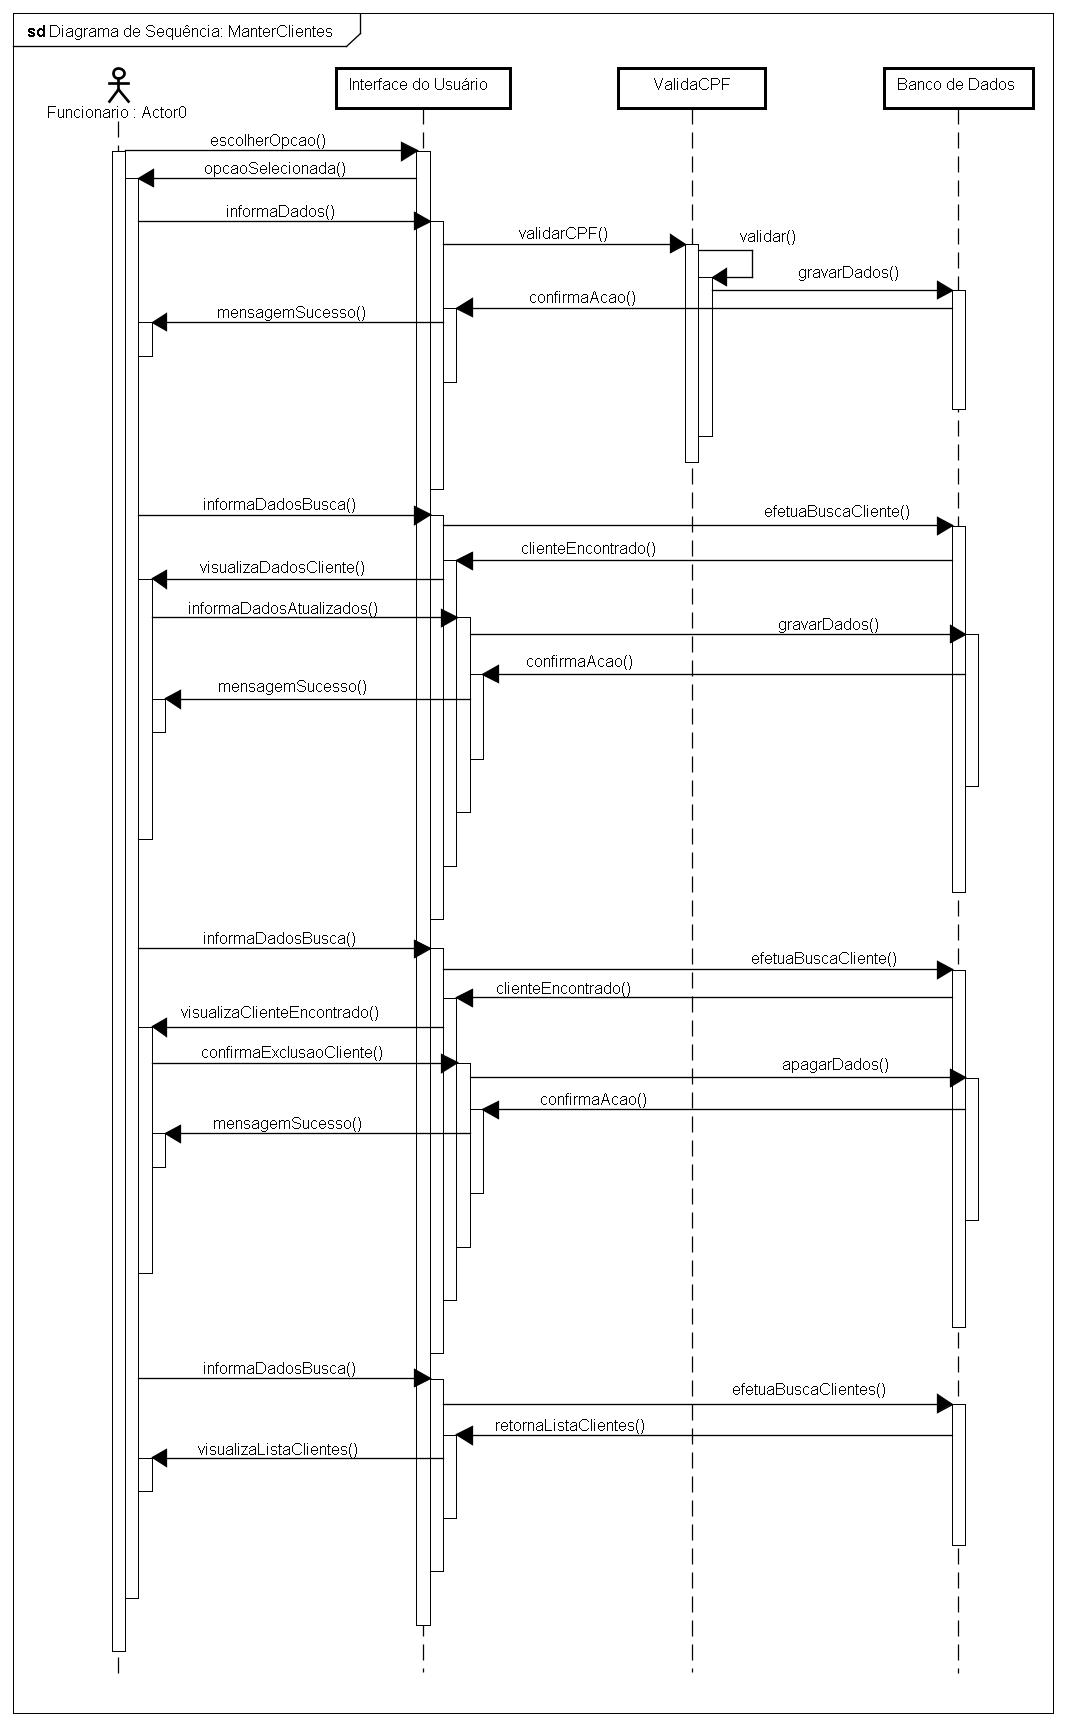 sd Diagrama de Sequência: ManterClientes
Funcionario : Actor0
Interface do Usuário
ValidaCPF
Banco de Dados
escolherOpcao()
opcaoSelecionada()
informaDados()
validarCPF()
validar()
gravarDados()
confirmaAcao()
mensagemSucesso()
informaDadosBusca()
efetuaBuscaCliente()
clienteEncontrado()
visualizaDadosCliente()
informaDadosAtualizados()
gravarDados()
confirmaAcao()
mensagemSucesso()
informaDadosBusca()
efetuaBuscaCliente()
clienteEncontrado()
visualizaClienteEncontrado()
confirmaExclusaoCliente()
apagarDados()
confirmaAcao()
mensagemSucesso()
informaDadosBusca()
efetuaBuscaClientes()
retornaListaClientes()
visualizaListaClientes()